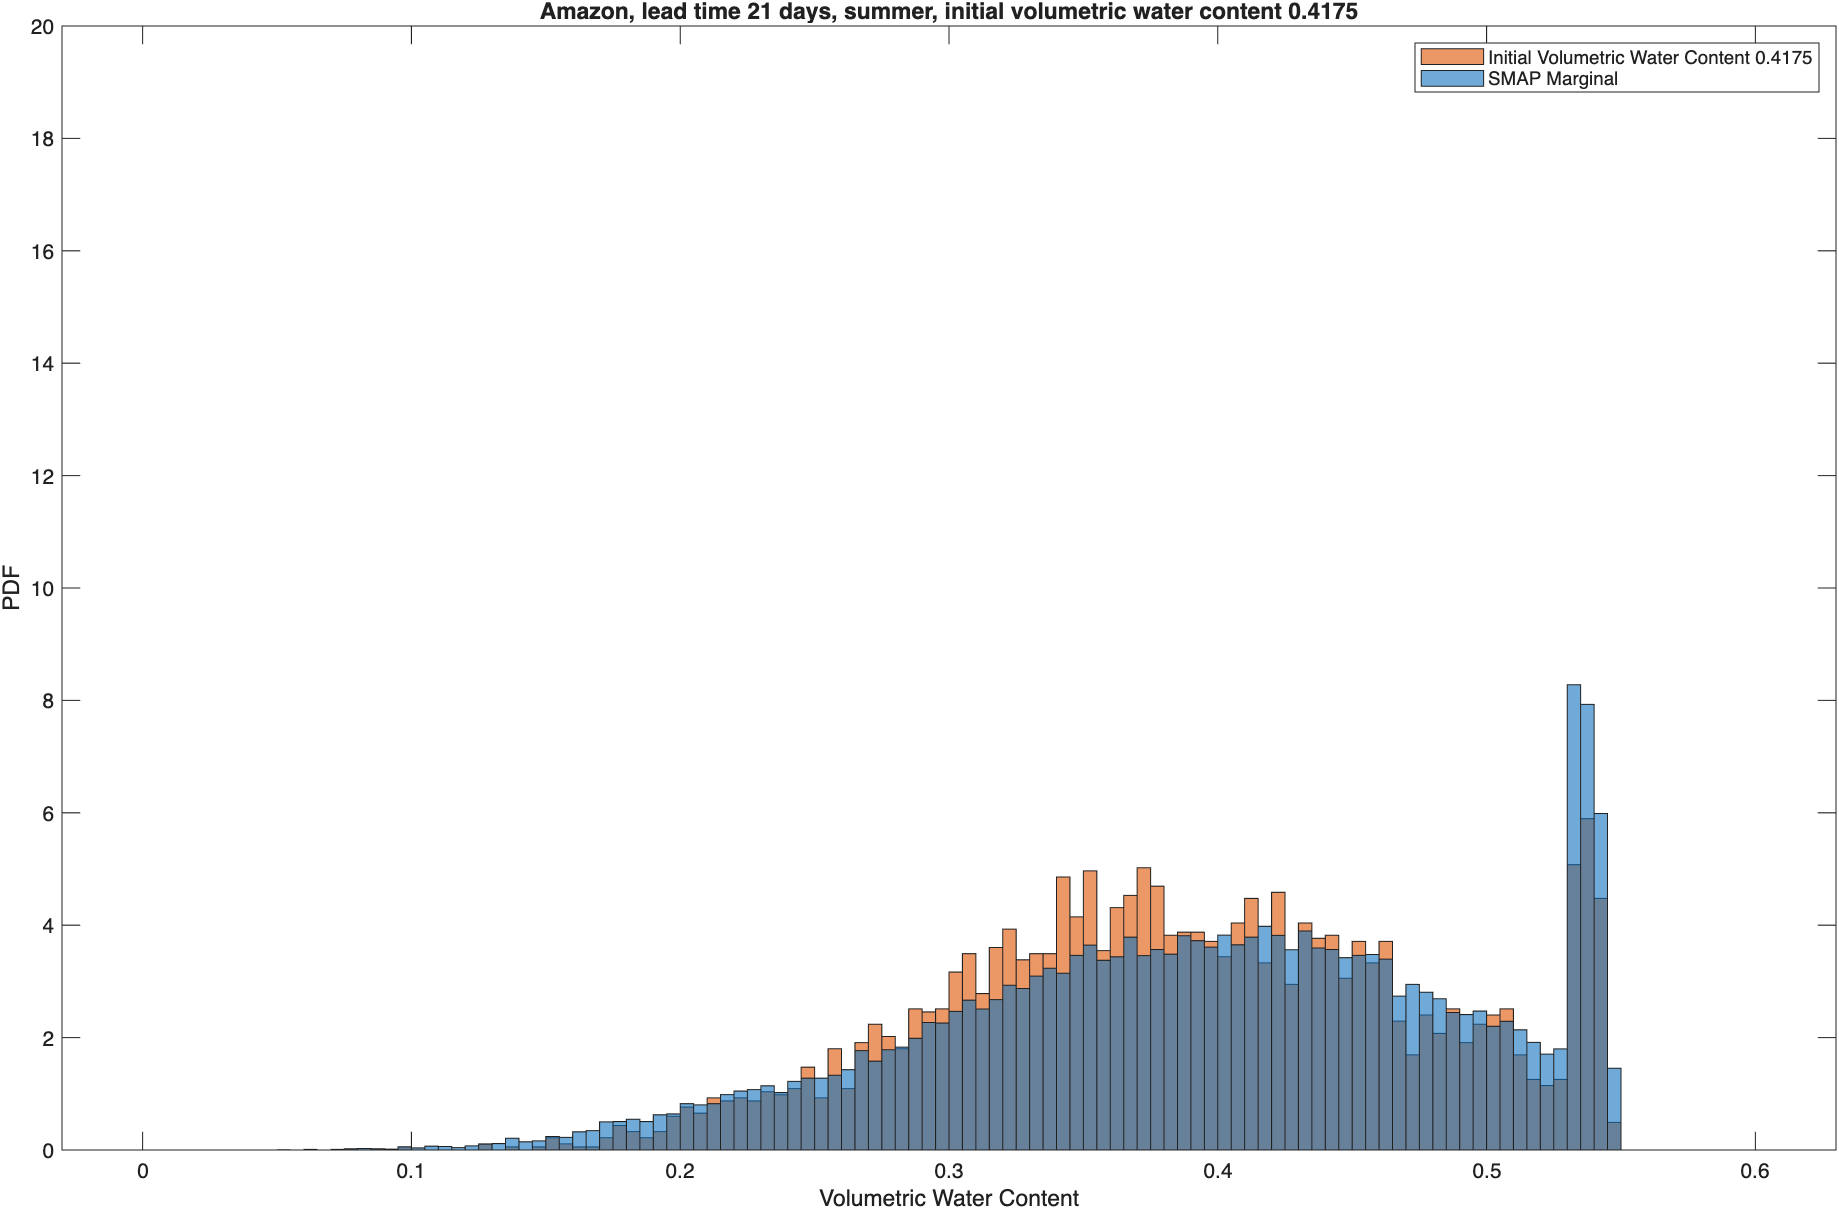 Amazon, lead time 21 days, summer, initial volumetric water content 0.4175
Initial Volumetric Water Content 0.4175
SMAP Marginal
20
18
16
14
12
10
8
6
4
2
0
PDF
0 0.1 0.2 0.3 0.4 0.5 0.6
Volumetric Water Content